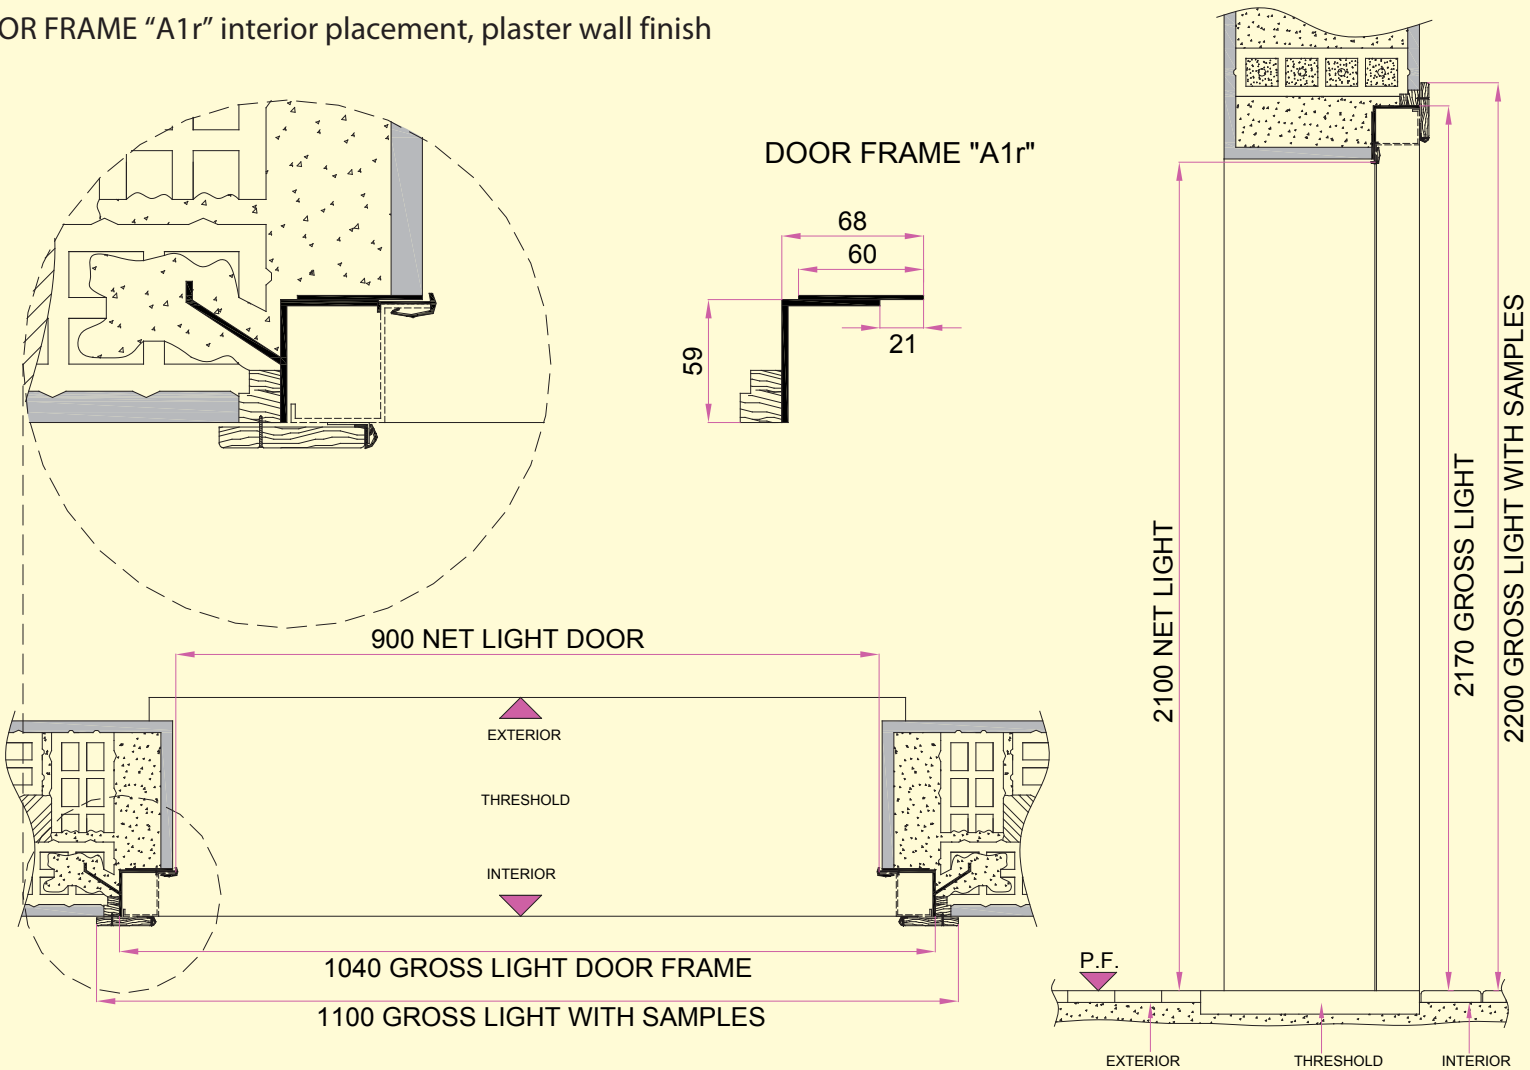 OR FRAME “A1r” interior placement, plaster wall finish
DOOR FRAME "A1r"
68
60
59
21
2100 NET LIGHT
2170 GROSS LIGHT
2200 GROSS LIGHT WITH SAMPLES
900 NET LIGHT DOOR
EXTERIOR
THRESHOLD
INTERIOR
1040 GROSS LIGHT DOOR FRAME
1100 GROSS LIGHT WITH SAMPLES
P.F.
EXTERIOR
THRESHOLD
INTERIOR